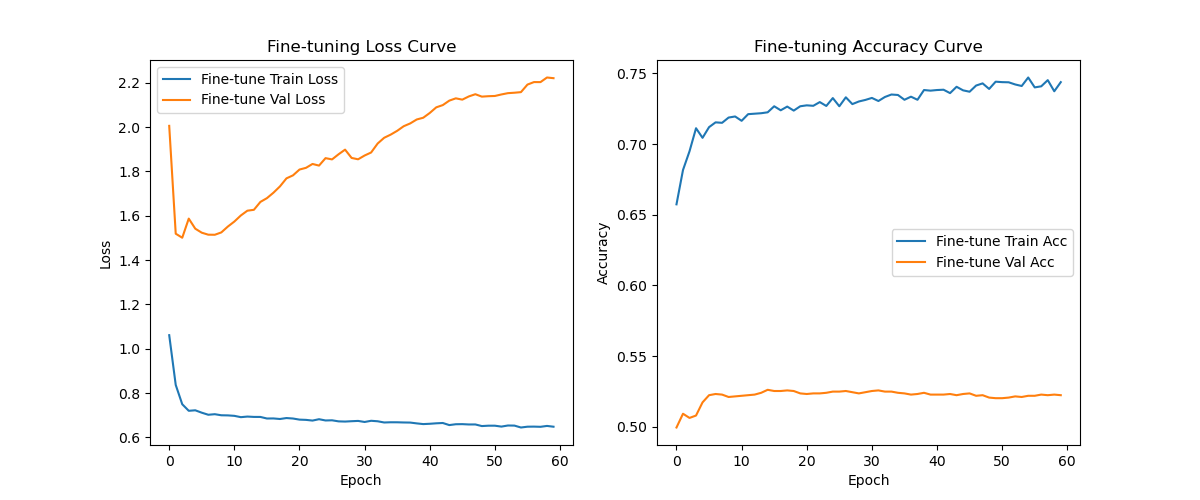 Fine-tuning Loss Curve
Fine-tune Train Loss
Fine-tune Val Loss
2.2
2.0
1.8
1.6
1.4
1.2
1.0
0.8
0.6
Loss
0 10 20 30 40 50 60
Epoch
Fine-tuning Accuracy Curve
0.75
0.70
0.65
0.60
0.55
0.50
Accuracy
Fine-tune Train Acc
Fine-tune Val Acc
0 10 20 30 40 50 60
Epoch